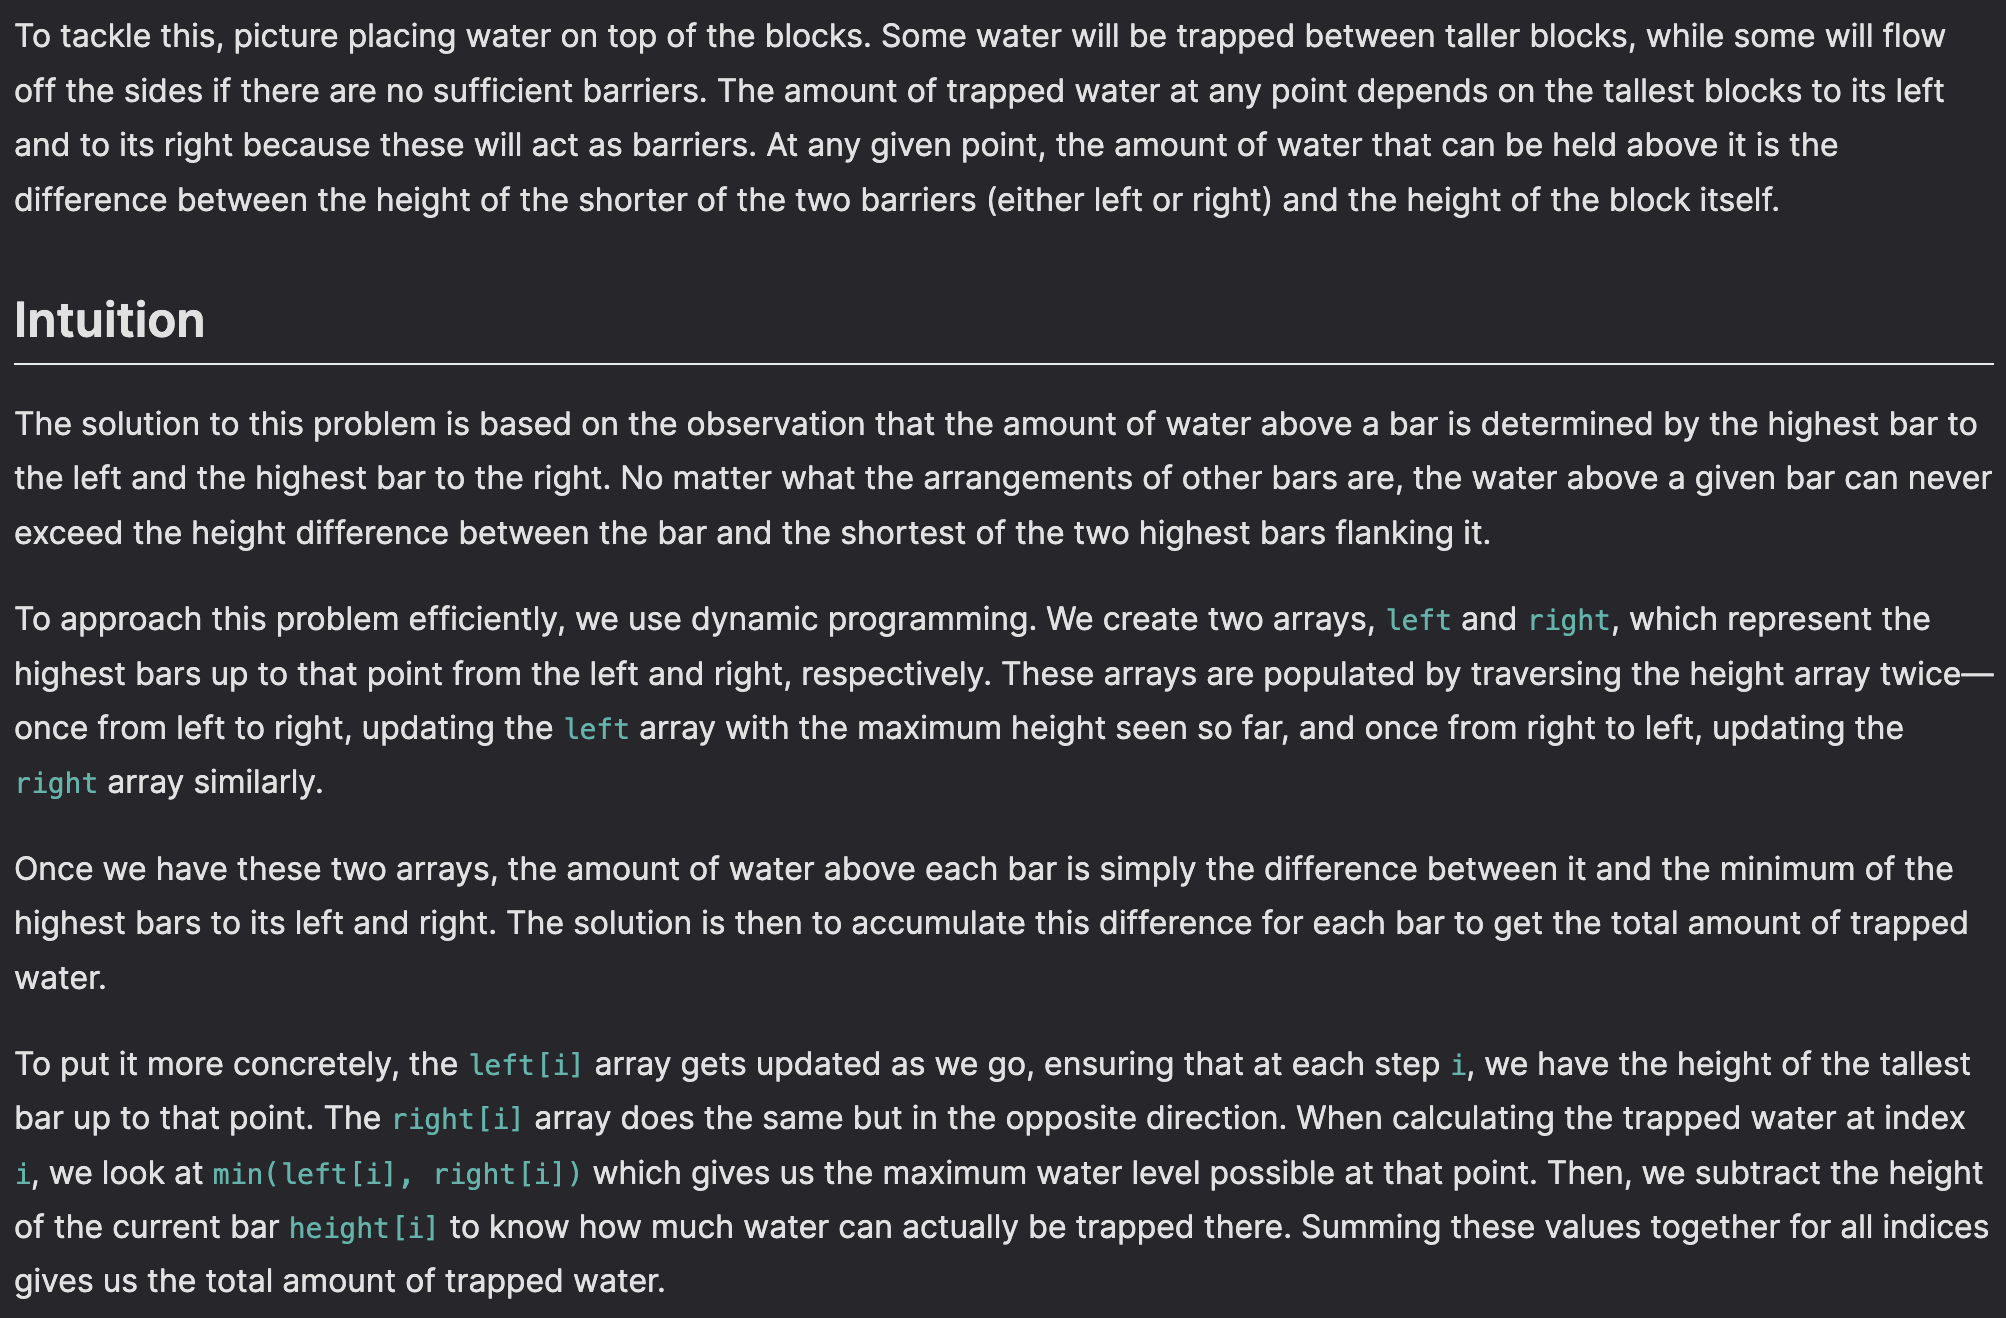 To tackle this, picture placing water on top of the blocks. Some water will be trapped between taller blocks, while some will flow
off the sides if there are no sufficient barriers. The amount of trapped water at any point depends on the tallest blocks to its left
and to its right because these will act as barriers. At any given point, the amount of water that can be held above it is the
difference between the height of the shorter of the two barriers (either left or right) and the height of the block itself.
Intuition
The solution to this problem is based on the observation that the amount of water above a bar is determined by the highest bar to
the left and the highest bar to the right. No matter what the arrangements of other bars are, the water above a given bar can never
exceed the height difference between the bar and the shortest of the two highest bars flanking it.
To approach this problem efficiently, we use dynamic programming. We create two arrays, left and right, which represent the
highest bars up to that point from the left and right, respectively. These arrays are populated by traversing the height array twice—
once from left to right, updating the left array with the maximum height seen so far, and once from right to left, updating the
right array similarly.
Once we have these two arrays, the amount of water above each bar is simply the difference between it and the minimum of the
highest bars to its left and right. The solution is then to accumulate this difference for each bar to get the total amount of trapped
water.
To put it more concretely, the left[i] array gets updated as we go, ensuring that at each step i, we have the height of the tallest
bar up to that point. The right[i] array does the same but in the opposite direction. When calculating the trapped water at index
i, we look at min(left[i], right[i]) which gives us the maximum water level possible at that point. Then, we subtract the height
of the current bar height[i] to know how much water can actually be trapped there. Summing these values together for all indices
gives us the total amount of trapped water.